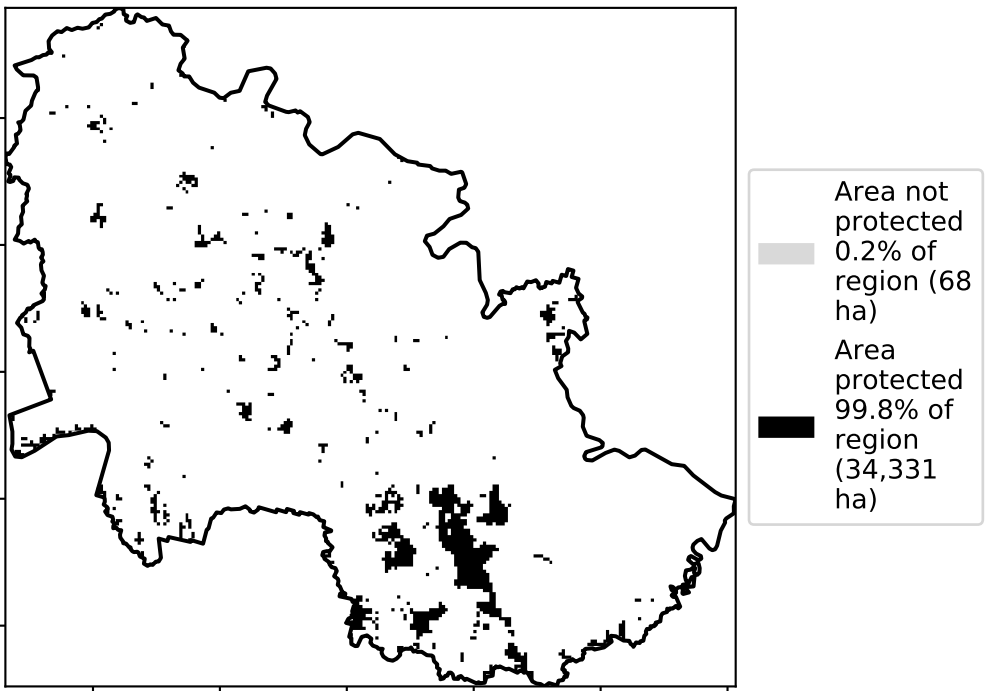 Area not
protected
0.2% of
region (68
ha)
Area
protected
99.8% of
region
(34,331
ha)